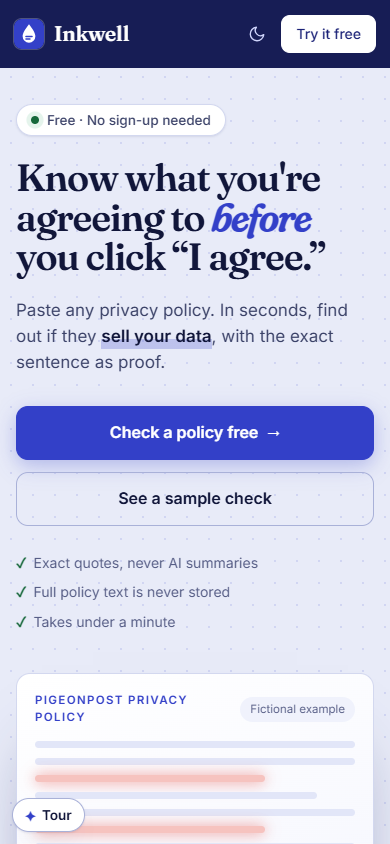 Inkwell
Try it free
Free · No sign-up needed
Know what you're
agreeing to before
you click “I agree.”
Paste any privacy policy. In seconds, find
out if they sell your data, with the exact
sentence as proof.
Check a policy free →
See a sample check
✓ Exact quotes, never AI summaries
✓ Full policy text is never stored
✓ Takes under a minute
PIGEONPOST PRIVACY
POLICY
Fictional example
Tour